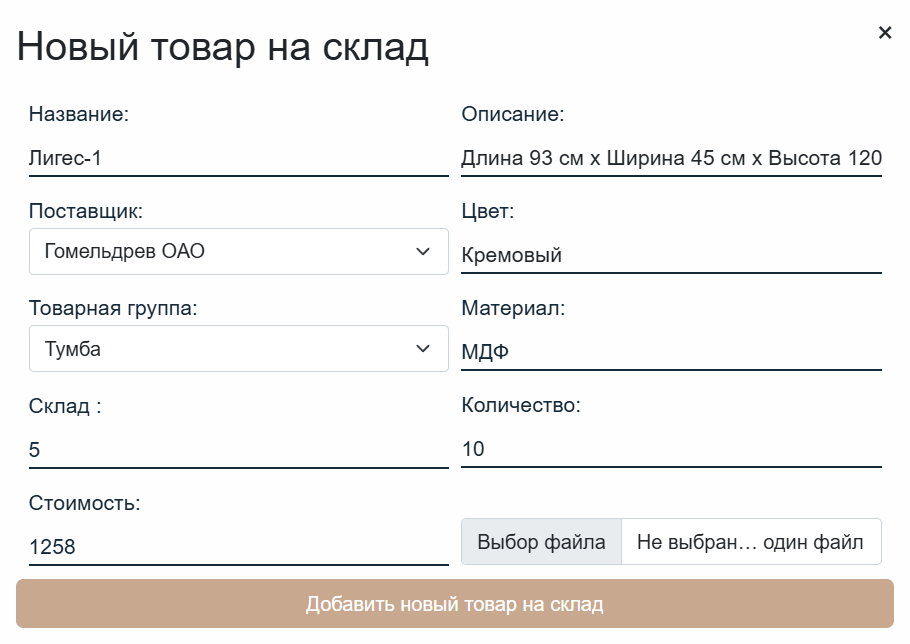 Новый товар на склад
×
Название:
Описание:
Лигес-1
Длина 93 см x Ширина 45 см x Высота 120
Поставщик:
Цвет:
Гомельдрев ОАО
Кремовый
Товарная группа:
Материал:
Тумба
МДФ
Склад :
Количество:
5
10
Стоимость:
1258
Выбор файла
Не выбран… один файл
Добавить новый товар на склад